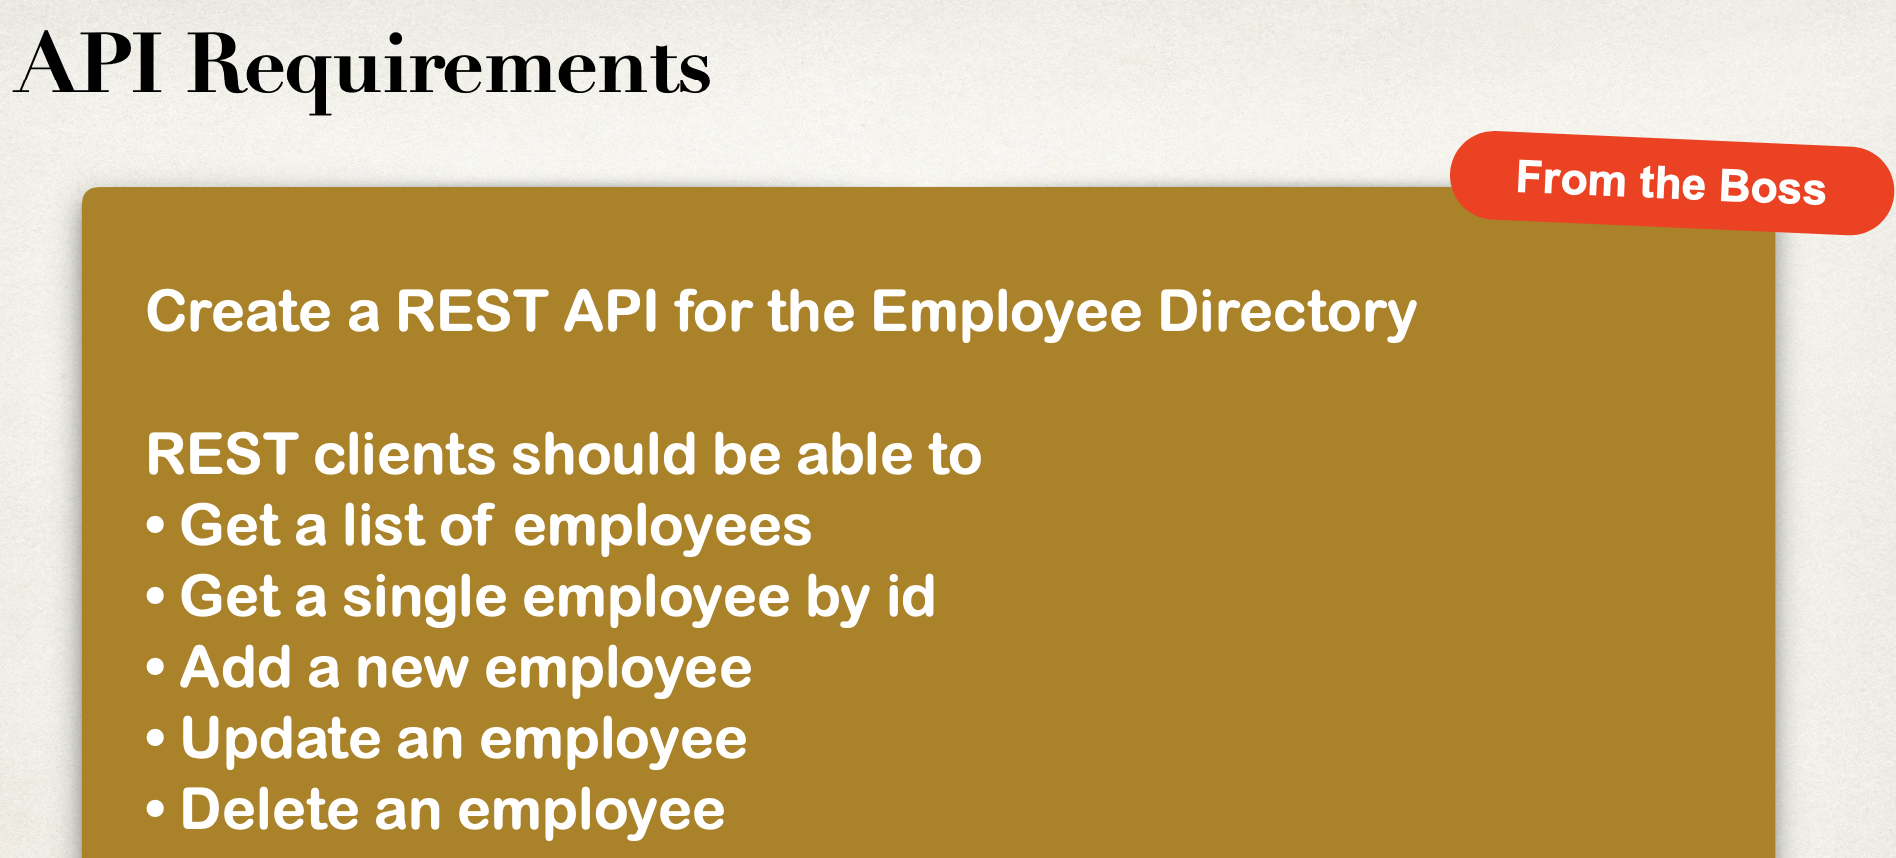 API Requirements
From the Boss
Create a REST API for the Employee Directory
REST clients should be able to
• Get a list of employees
• Get a single employee by id
• Add a new employee
• Update an employee
• Delete an employee